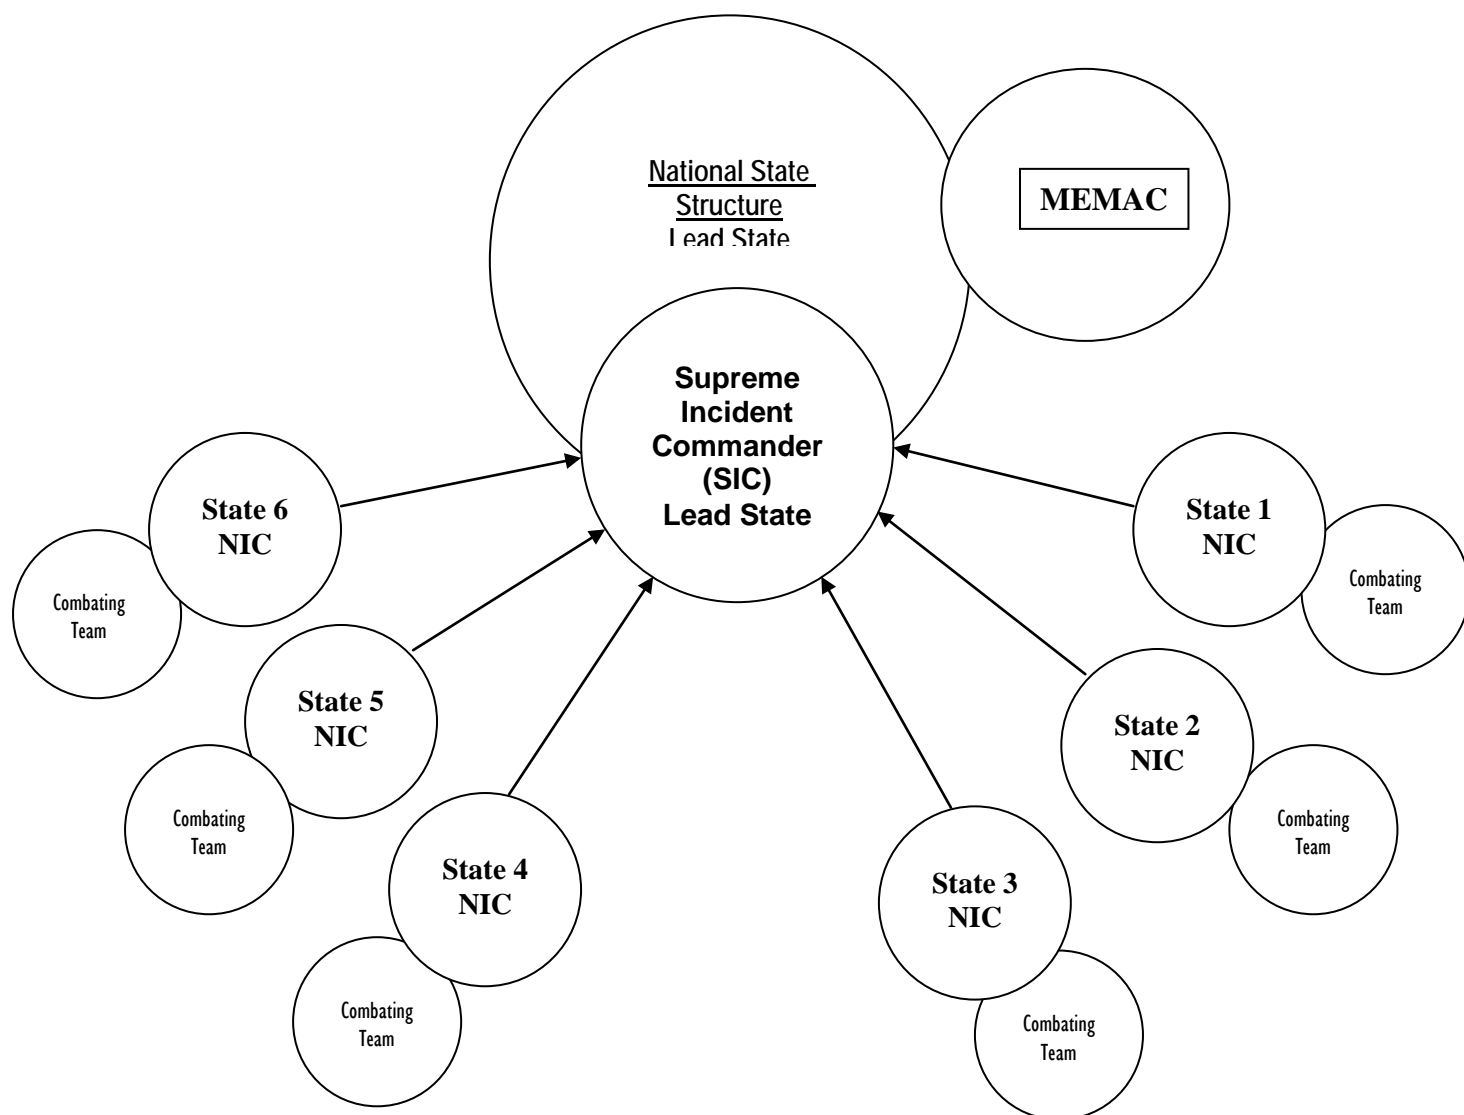 National State
Structure
Lead State
MEMAC
Supreme
Incident
Commander
(SIC)
Lead State
State 6
NIC
Combating
Team
State 5
NIC
Combating
Team
State 4
NIC
Combating
Team
State 3
NIC
Combating
Team
State 2
NIC
Combating
Team
State 1
NIC
Combating
Team